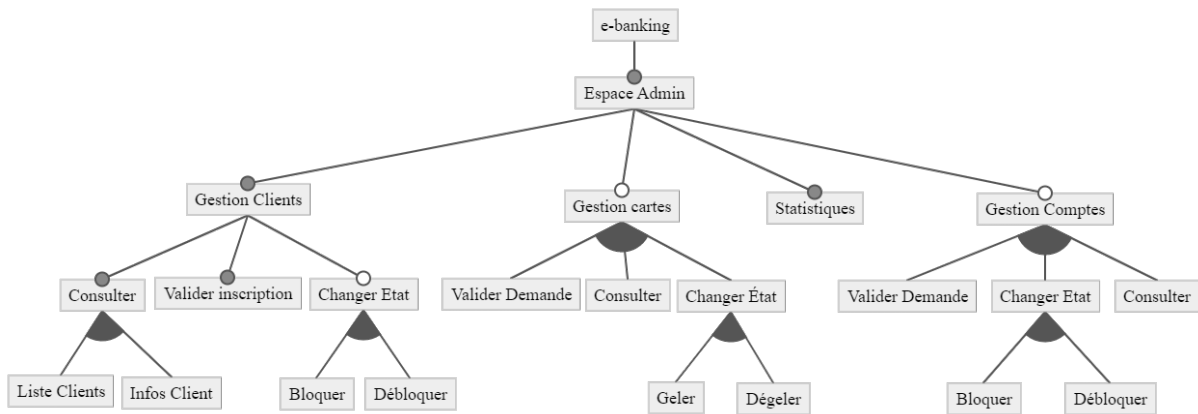 e-banking
Espace Admin
Gestion Clients
Gestion cartes
Statistiques
Gestion Comptes
Consulter
Valider inscription
Changer Etat
Valider Demande
Consulter
Changer État
Valider Demande
Changer Etat
Consulter
Liste Clients
Infos Client
Bloquer
Débloquer
Geler
Dégeler
Bloquer
Débloquer